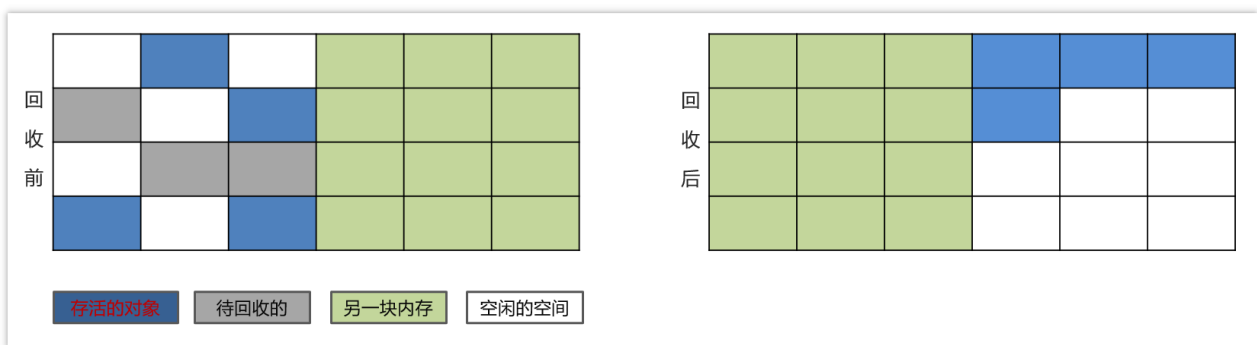 回收前
回收后
存活的对象
待回收的
另一块内存
空闲的空间